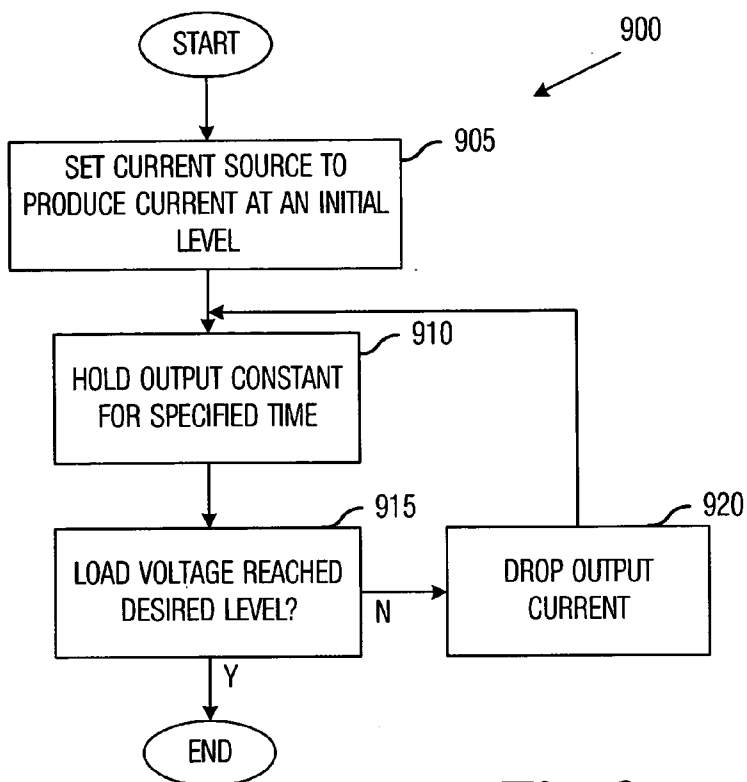 START
900
905
SET CURRENT SOURCE TO
PRODUCE CURRENT AT AN INITIAL
LEVEL
910
HOLD OUTPUT CONSTANT
FOR SPECIFIED TIME
915
LOAD VOLTAGE REACHED
DESIRED LEVEL?
N
920
DROP OUTPUT
CURRENT
Y
END